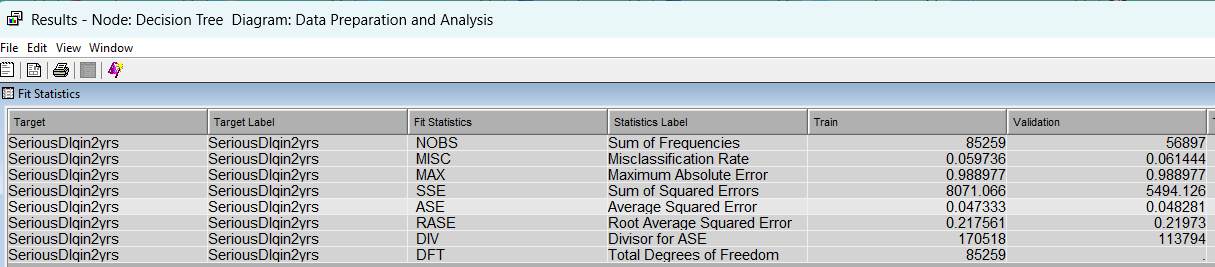 Results - Node: Decision Tree Diagram: Data Preparation and Analysis
File Edit View Window
Fit Statistics
Target Target Label Fit Statistics Statistics Label Train Validation T
SeriousDlqin2yrs SeriousDlqin2yrs NOBS Sum of Frequencies 85259 56897
SeriousDlqin2yrs SeriousDlqin2yrs MISC Misclassification Rate 0.059736 0.061444
SeriousDlqin2yrs SeriousDlqin2yrs MAX Maximum Absolute Error 0.988977 0.988977
SeriousDlqin2yrs SeriousDlqin2yrs SSE Sum of Squared Errors 8071.066 5494.126
SeriousDlqin2yrs SeriousDlqin2yrs ASE Average Squared Error 0.047333 0.048281
SeriousDlqin2yrs SeriousDlqin2yrs RASE Root Average Squared Error 0.217561 0.21973
SeriousDlqin2yrs SeriousDlqin2yrs DIV Divisor for ASE 170518 113794
SeriousDlqin2yrs SeriousDlqin2yrs DFT Total Degrees of Freedom 85259 .